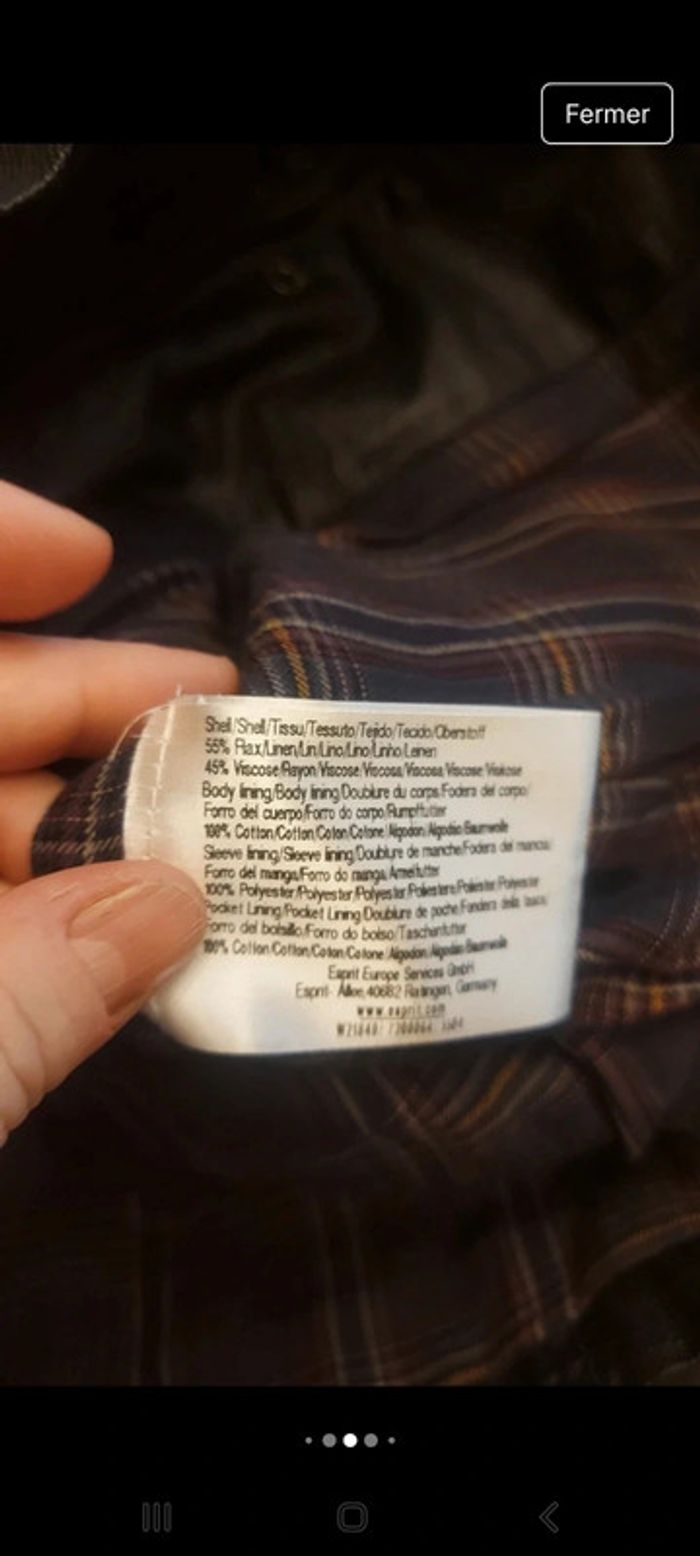 Fermer
Shell/Shell/Tissu/Tessuto/Tejido/Tecido/Oberstoff
55% Flax/Linen/Lin/Lino/Lino/Linho/Leinen
45% Viscose/Rayon/Viscose/Viscosa/Viscosa/Viscose/Viskose
Body lining/Body lining/Doublure du corps/Fodera del corpo/
Forro del cuerpo/Forro do corpo/Rumpffutter
100% Cotton/Cotton/Coton/Cotone/Algodon/Algodão/Baumwolle
Sleeve lining/Sleeve lining/Doublure de manche/Fodera del manica/
Forro del manga/Forro do manga/Ärmelfutter
100% Polyester/Polyester/Polyester/Poliestere/Poliéster/Polyester
Pocket Lining/Pocket Lining/Doublure de poche/Fondera della tasca/
Forro del bolsillo/Forro do bolso/Taschenfutter
100% Cotton/Cotton/Coton/Cotone/Algodon/Algodão/Baumwolle
Esprit Europe Services GmbH
Esprit- Allee, 40882 Ratingen, Germany
www.esprit.com